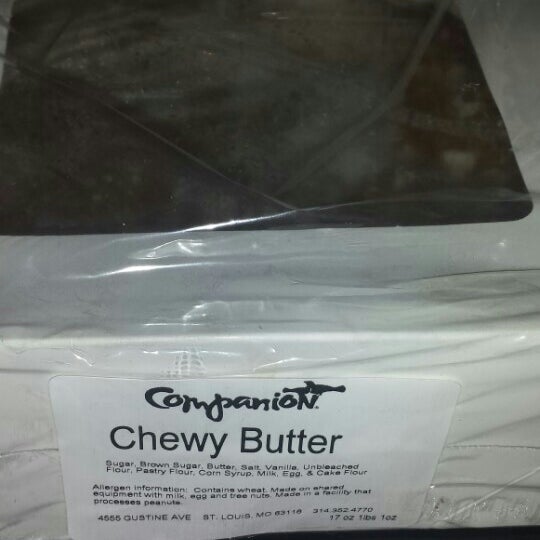 Companion
Chewy Butter
Sugar, Brown Sugar, Butter, Salt, Vanilla, Unbleached
Flour, Pastry Flour, Corn Syrup, Milk, Egg, & Cake Flour
Allergen information: Contains wheat. Made on shared
equipment with milk, egg and tree nuts. Made in a facility that
processes peanuts.
4555 GUSTINE AVE ST. LOUIS, MO 63116 314.352.4770
17 oz 1lbs 1oz